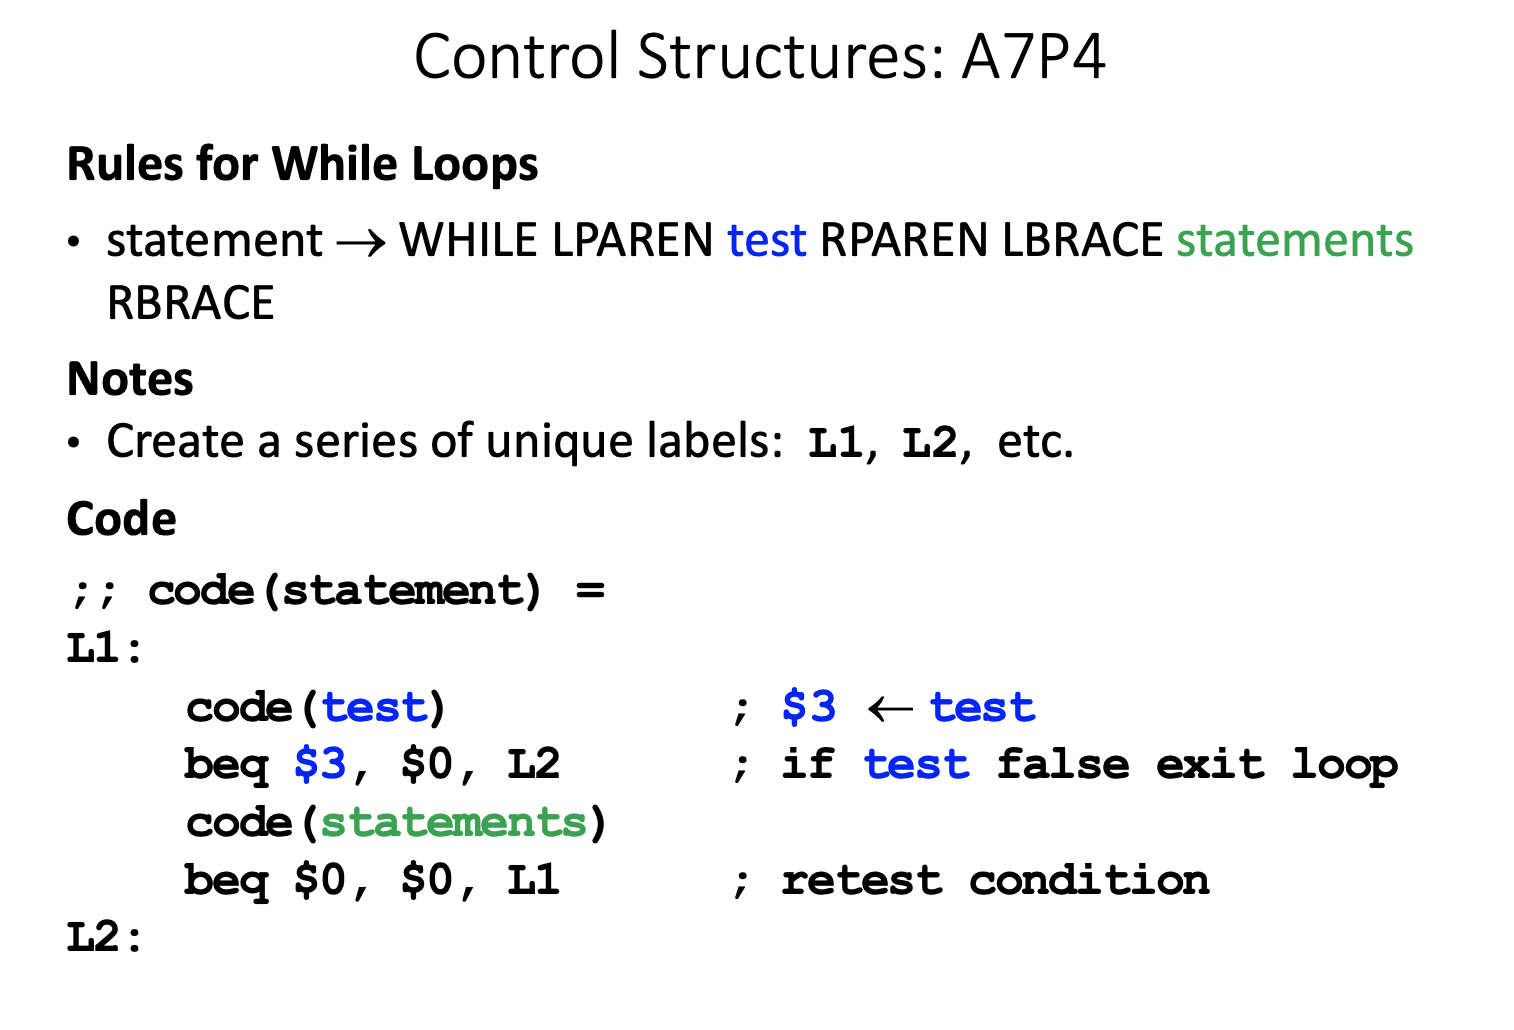 Control Structures: A7P4
Rules for While Loops
• statement → WHILE LPAREN test RPAREN LBRACE statements
RBRACE
Notes
• Create a series of unique labels: L1, L2, etc.
Code
;; code(statement) =
L1:
code(test) ; $3 ← test
beq $3, $0, L2 ; if test false exit loop
code(statements)
beq $0, $0, L1 ; retest condition
L2: